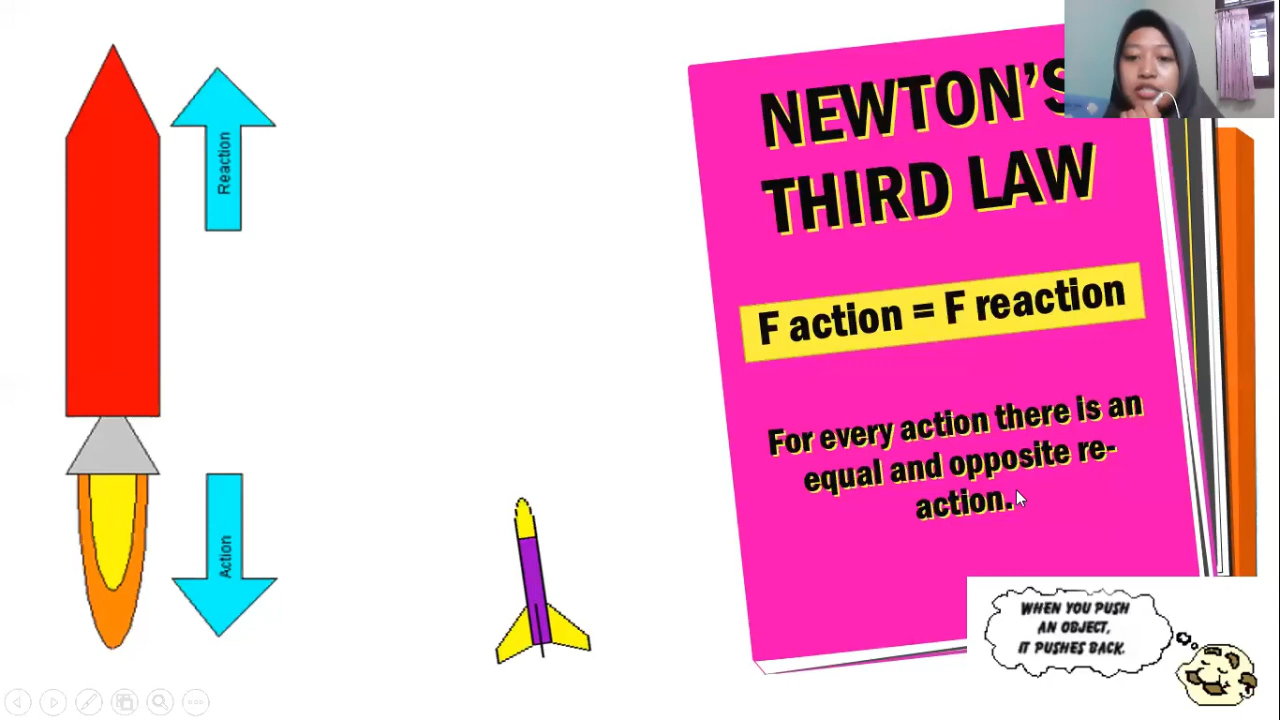 Reaction
Action
NEWTON'S
THIRD LAW
F action = F reaction
For every action there is an
equal and opposite re-
action.
WHEN YOU PUSH
AN OBJECT,
IT PUSHES BACK.